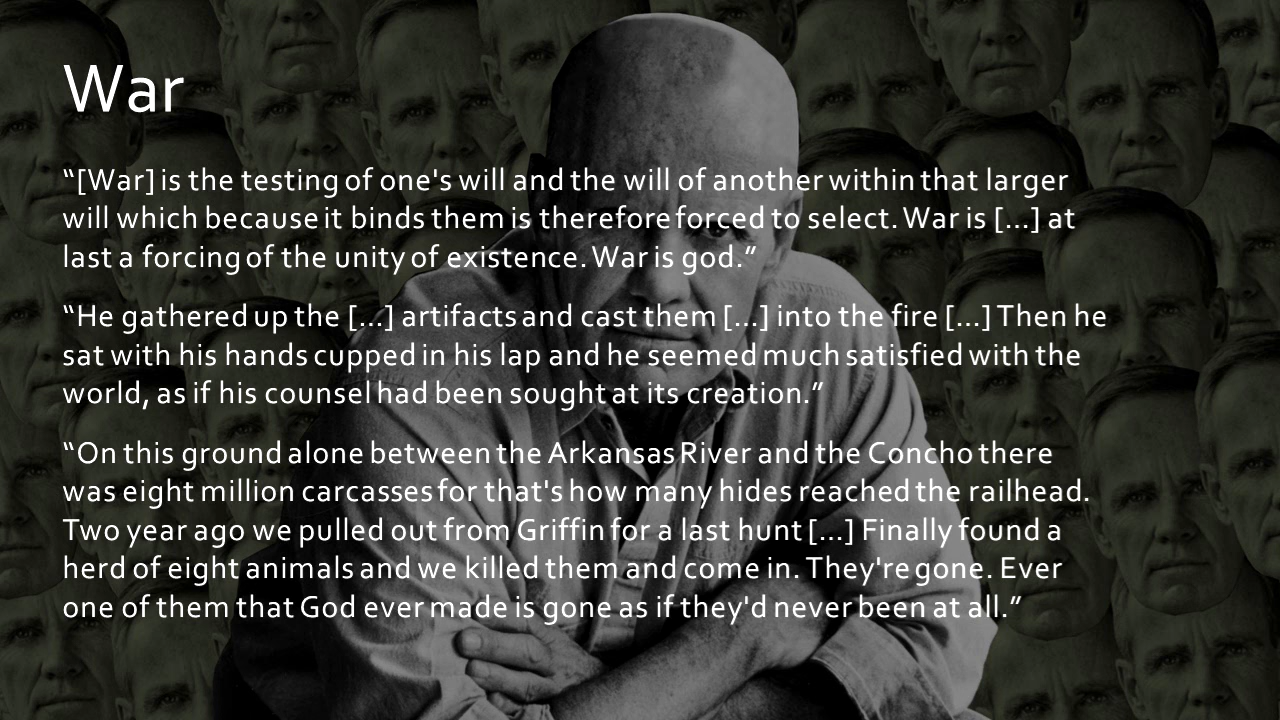 War
“[War] is the testing of one's will and the will of another within that larger
will which because it binds them is therefore forced to select. War is [...] at
last a forcing of the unity of existence. War is god.”
“He gathered up the [...] artifacts and cast them [...] into the fire [...] Then he
sat with his hands cupped in his lap and he seemed much satisfied with the
world, as if his counsel had been sought at its creation.”
“On this ground alone between the Arkansas River and the Concho there
was eight million carcasses for that's how many hides reached the railhead.
Two year ago we pulled out from Griffin for a last hunt [...] Finally found a
herd of eight animals and we killed them and come in. They're gone. Ever
one of them that God ever made is gone as if they'd never been at all.”